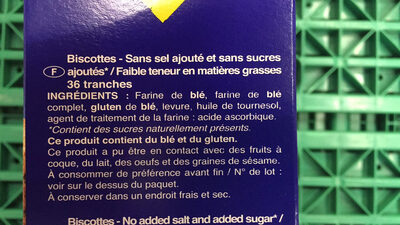 Biscottes - Sans sel ajouté et sans sucres
F ajoutés* / Faible teneur en matières grasses
36 tranches
INGRÉDIENTS : Farine de blé, farine de blé
complet, gluten de blé, levure, huile de tournesol,
agent de traitement de la farine : acide ascorbique.
*Contient des sucres naturellement présents.
Ce produit contient du blé et du gluten.
Ce produit a pu être en contact avec des fruits à
coque, du lait, des oeufs et des graines de sésame.
À consommer de préférence avant fin / N° de lot :
voir sur le dessus du paquet.
À conserver dans un endroit frais et sec.
Biscottes - No added salt and added sugar* /